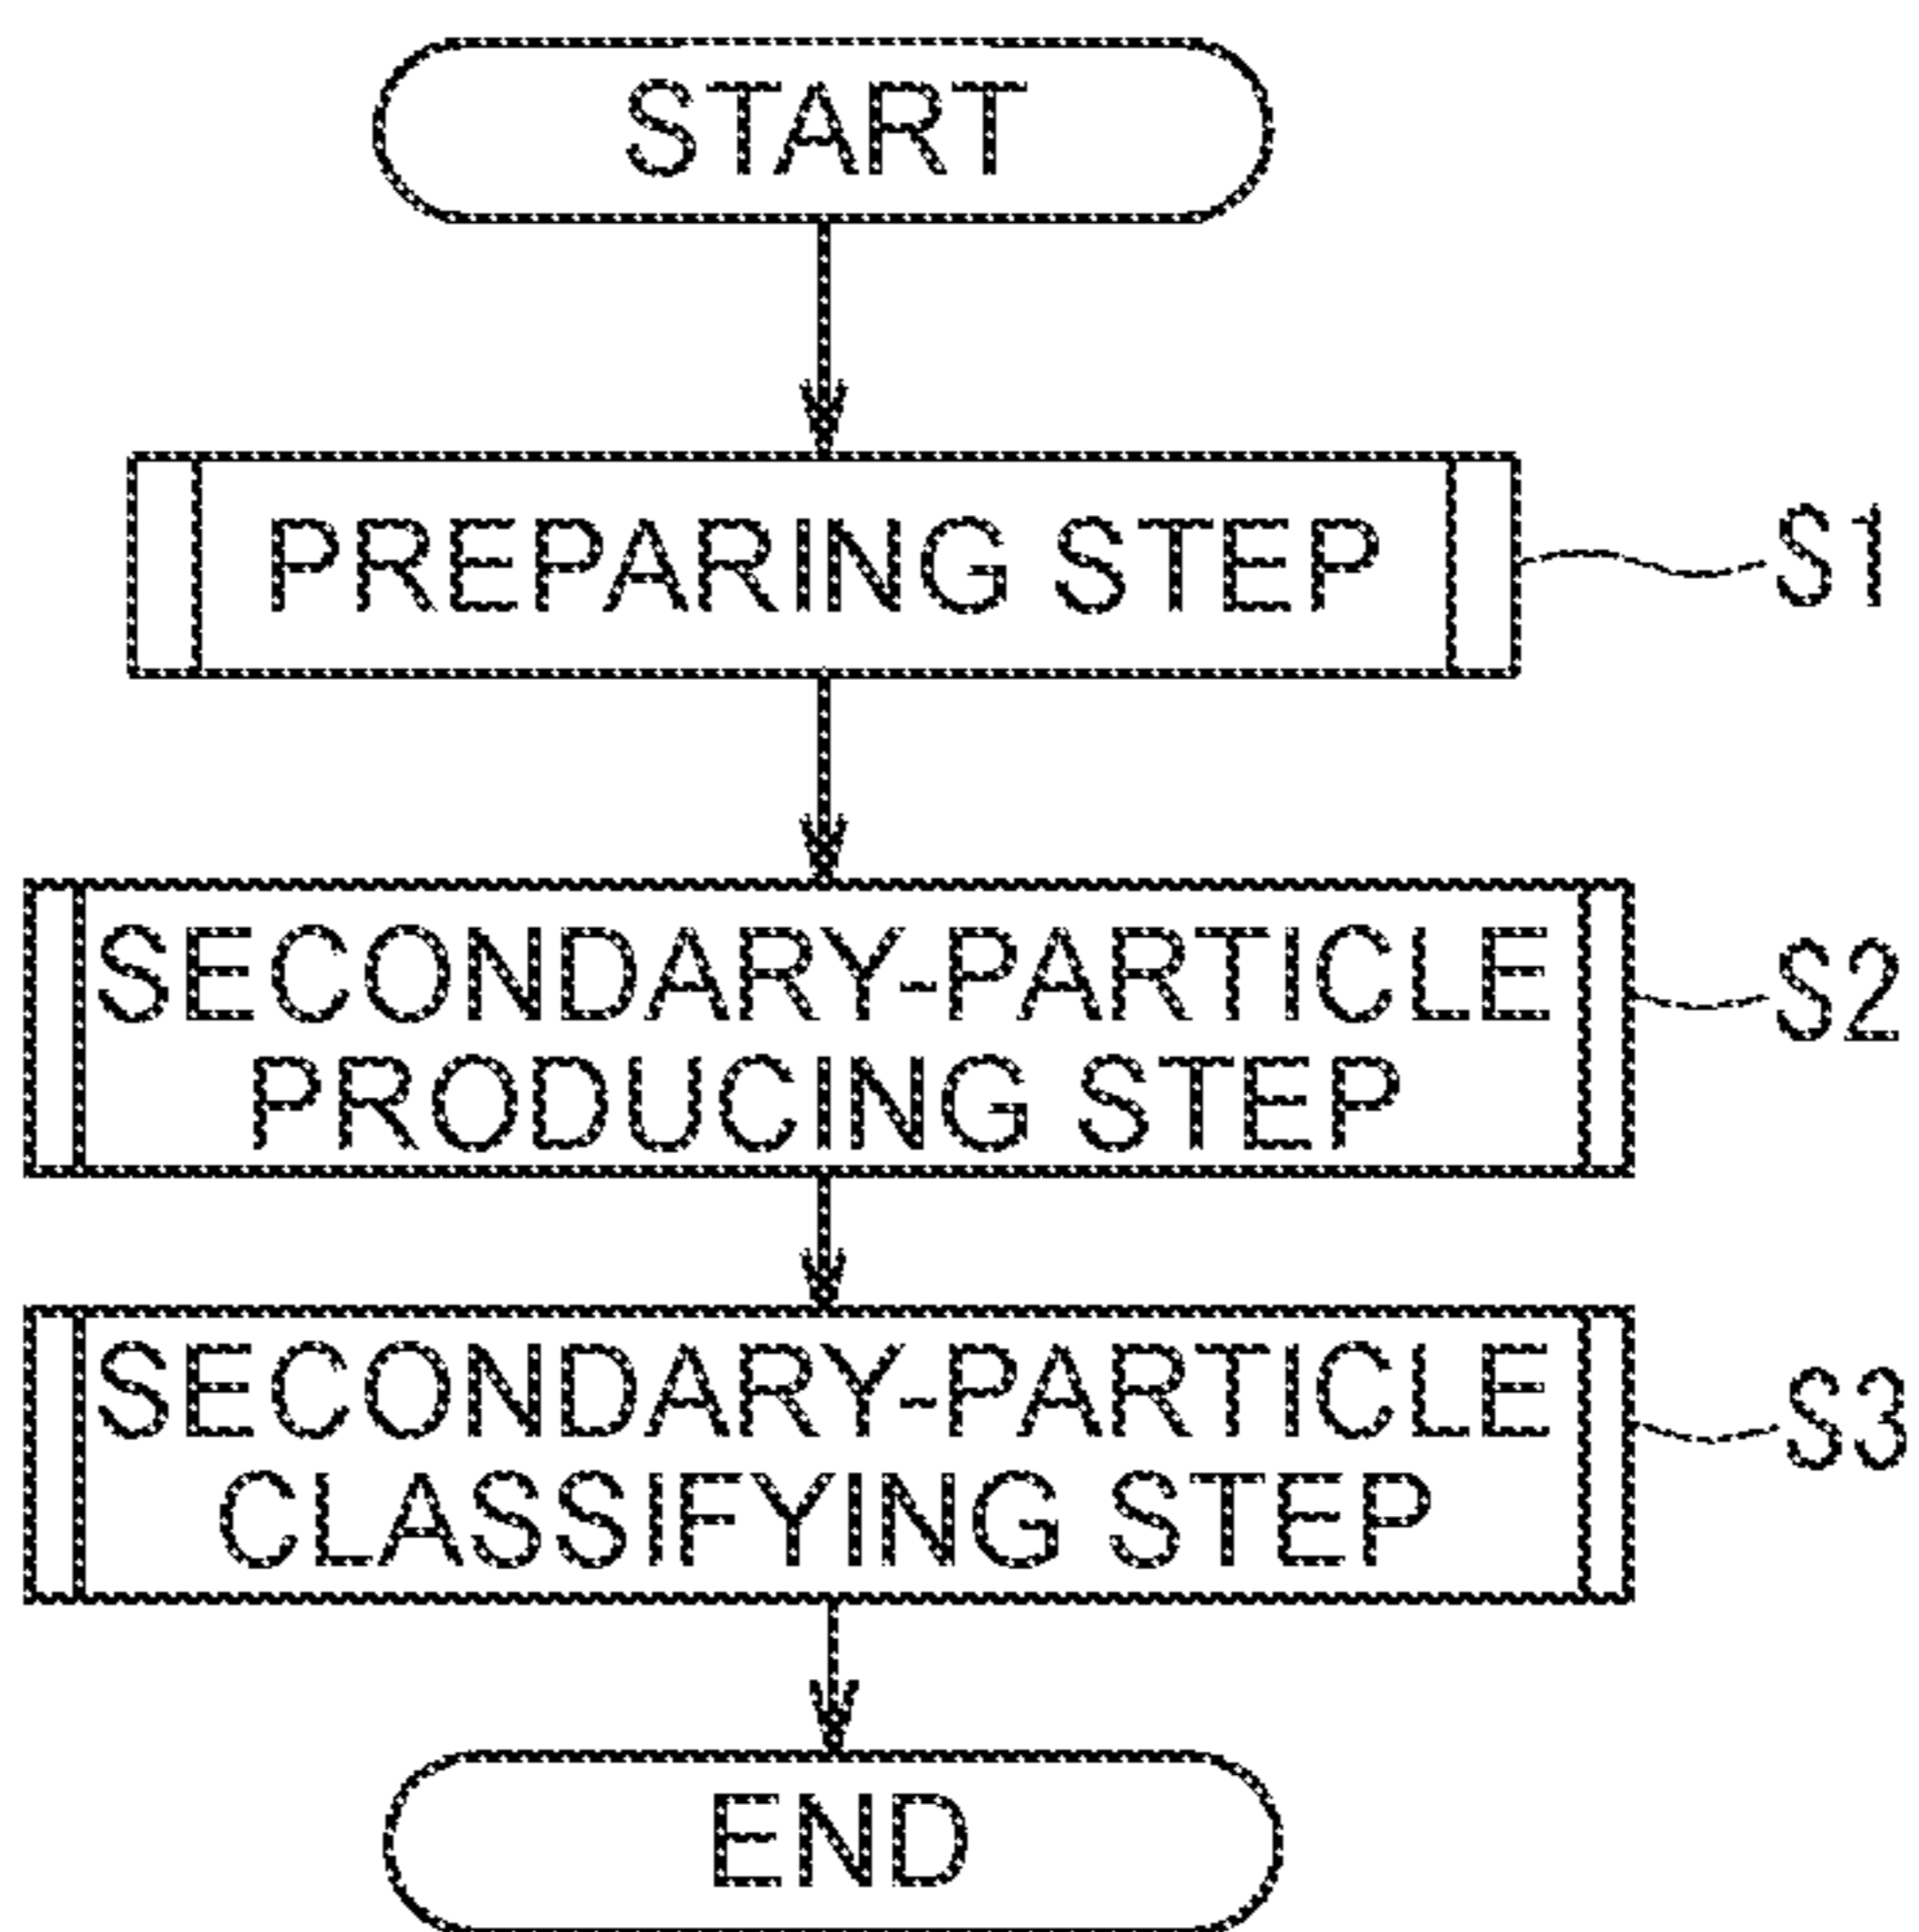 START
PREPARING STEP
S1
SECONDARY-PARTICLE
PRODUCING STEP
S2
SECONDARY-PARTICLE
CLASSIFYING STEP
S3
END